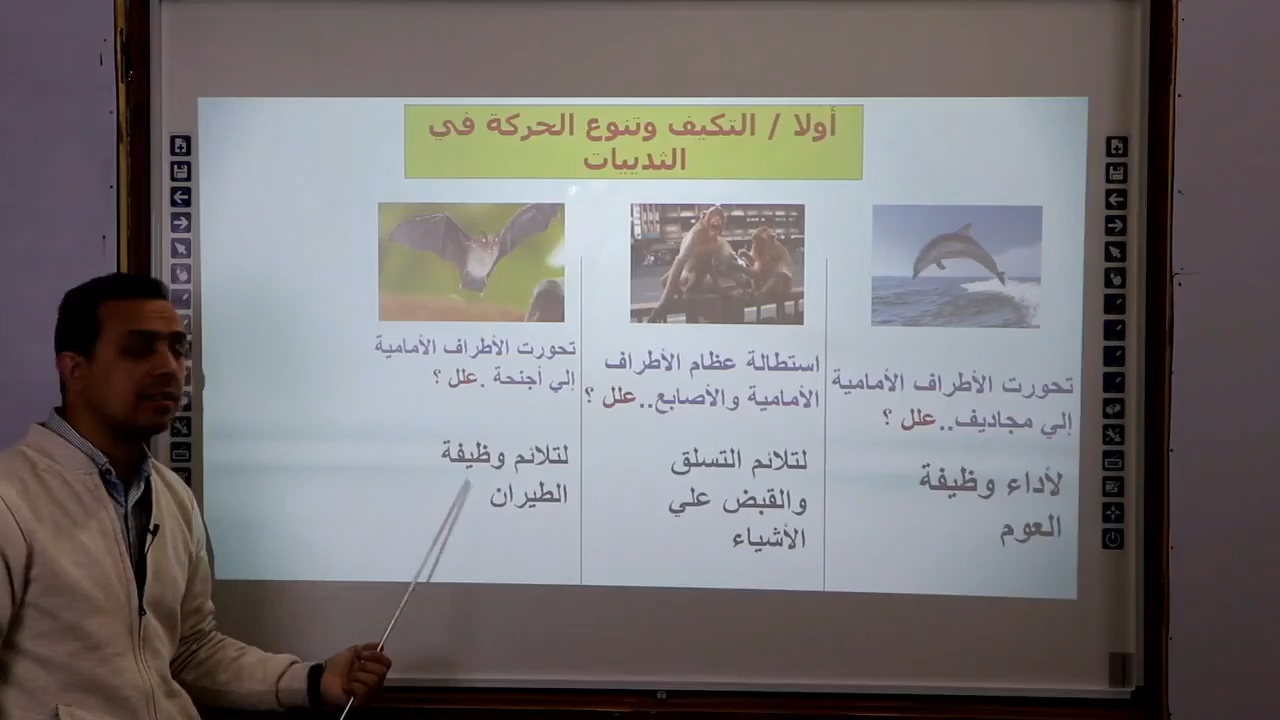 أولا / التكيف وتنوع الحركة في
الثدييات
تحورت الأطراف الأمامية
إلي مجاديف..علل ؟
لأداء وظيفة
العوم
استطالة عظام الأطراف
الأمامية والأصابع..علل ؟
لتلائم التسلق
والقبض علي
الأشياء
تحورت الأطراف الأمامية
إلي أجنحة .علل ؟
لتلائم وظيفة
الطيران